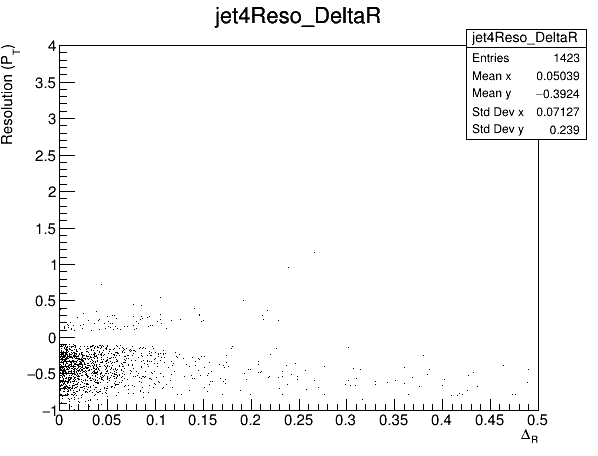 jet4Reso_DeltaR
jet4Reso_DeltaR
Entries 1423
Mean x 0.05039
Mean y −0.3924
Std Dev x 0.07127
Std Dev y 0.239
Resolution (P_T)
4
3.5
3
2.5
2
1.5
1
0.5
0
−0.5
−1
0 0.05 0.1 0.15 0.2 0.25 0.3 0.35 0.4 0.45 0.5
Δ_R